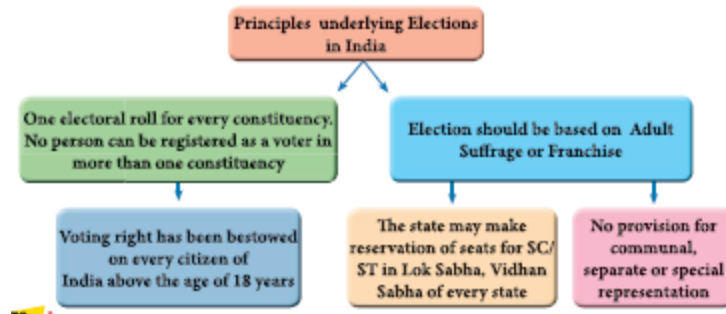 Principles underlying Elections
in India
One electoral roll for every constituency.
No person can be registered as a voter in
more than one constituency
Election should be based on Adult
Suffrage or Franchise
Voting right has been bestowed
on every citizen of
India above the age of 18 years
The state may make
reservation of seats for SC/
ST in Lok Sabha, Vidhan
Sabha of every state
No provision for
communal,
separate or special
representation